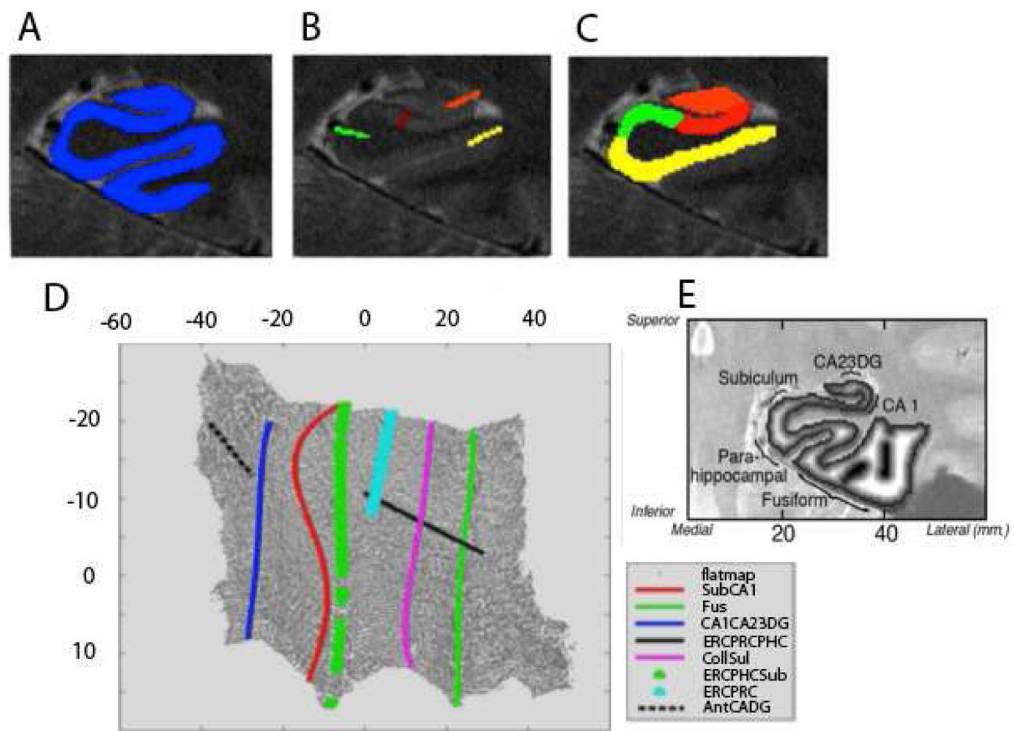 A
B
C
D
-60 -40 -20 0 20 40
-20
-10
0
10
E
Superior
CA23DG
Subiculum
CA 1
Para-
hippocampal
Fusiform
Inferior
Medial
20
40
Lateral (mm.)
flatmap
SubCA1
Fus
CA1CA23DG
ERCPRCPHC
CollSul
ERCPHCSub
ERCPRC
AntCADG